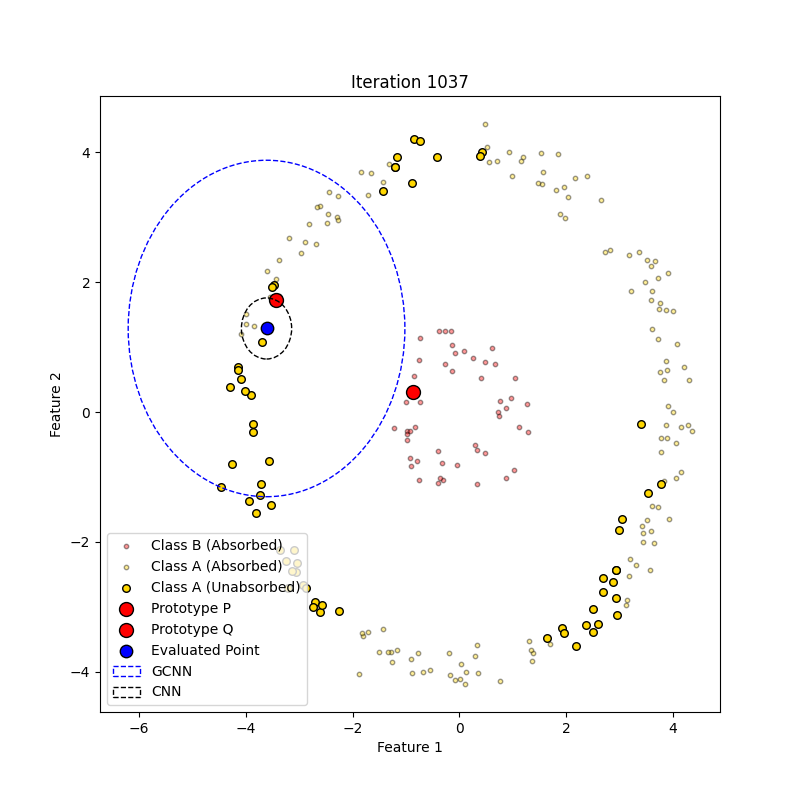 Iteration 1037
4
2
0
−2
−4
Feature 2
Class B (Absorbed)
Class A (Absorbed)
Class A (Unabsorbed)
Prototype P
Prototype Q
Evaluated Point
GCNN
CNN
−6 −4 −2 0 2 4
Feature 1